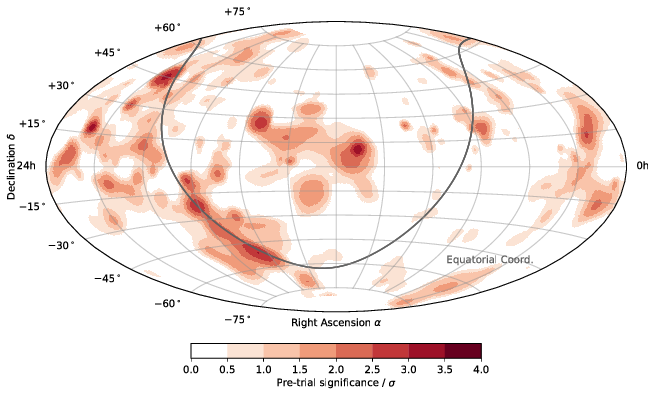 +75°
+60°
+45°
+30°
+15°
24h
0h
−15°
−30°
−45°
−60°
−75°
Declination δ
Equatorial Coord.
Right Ascension α
0.0 0.5 1.0 1.5 2.0 2.5 3.0 3.5 4.0
Pre-trial significance / σ